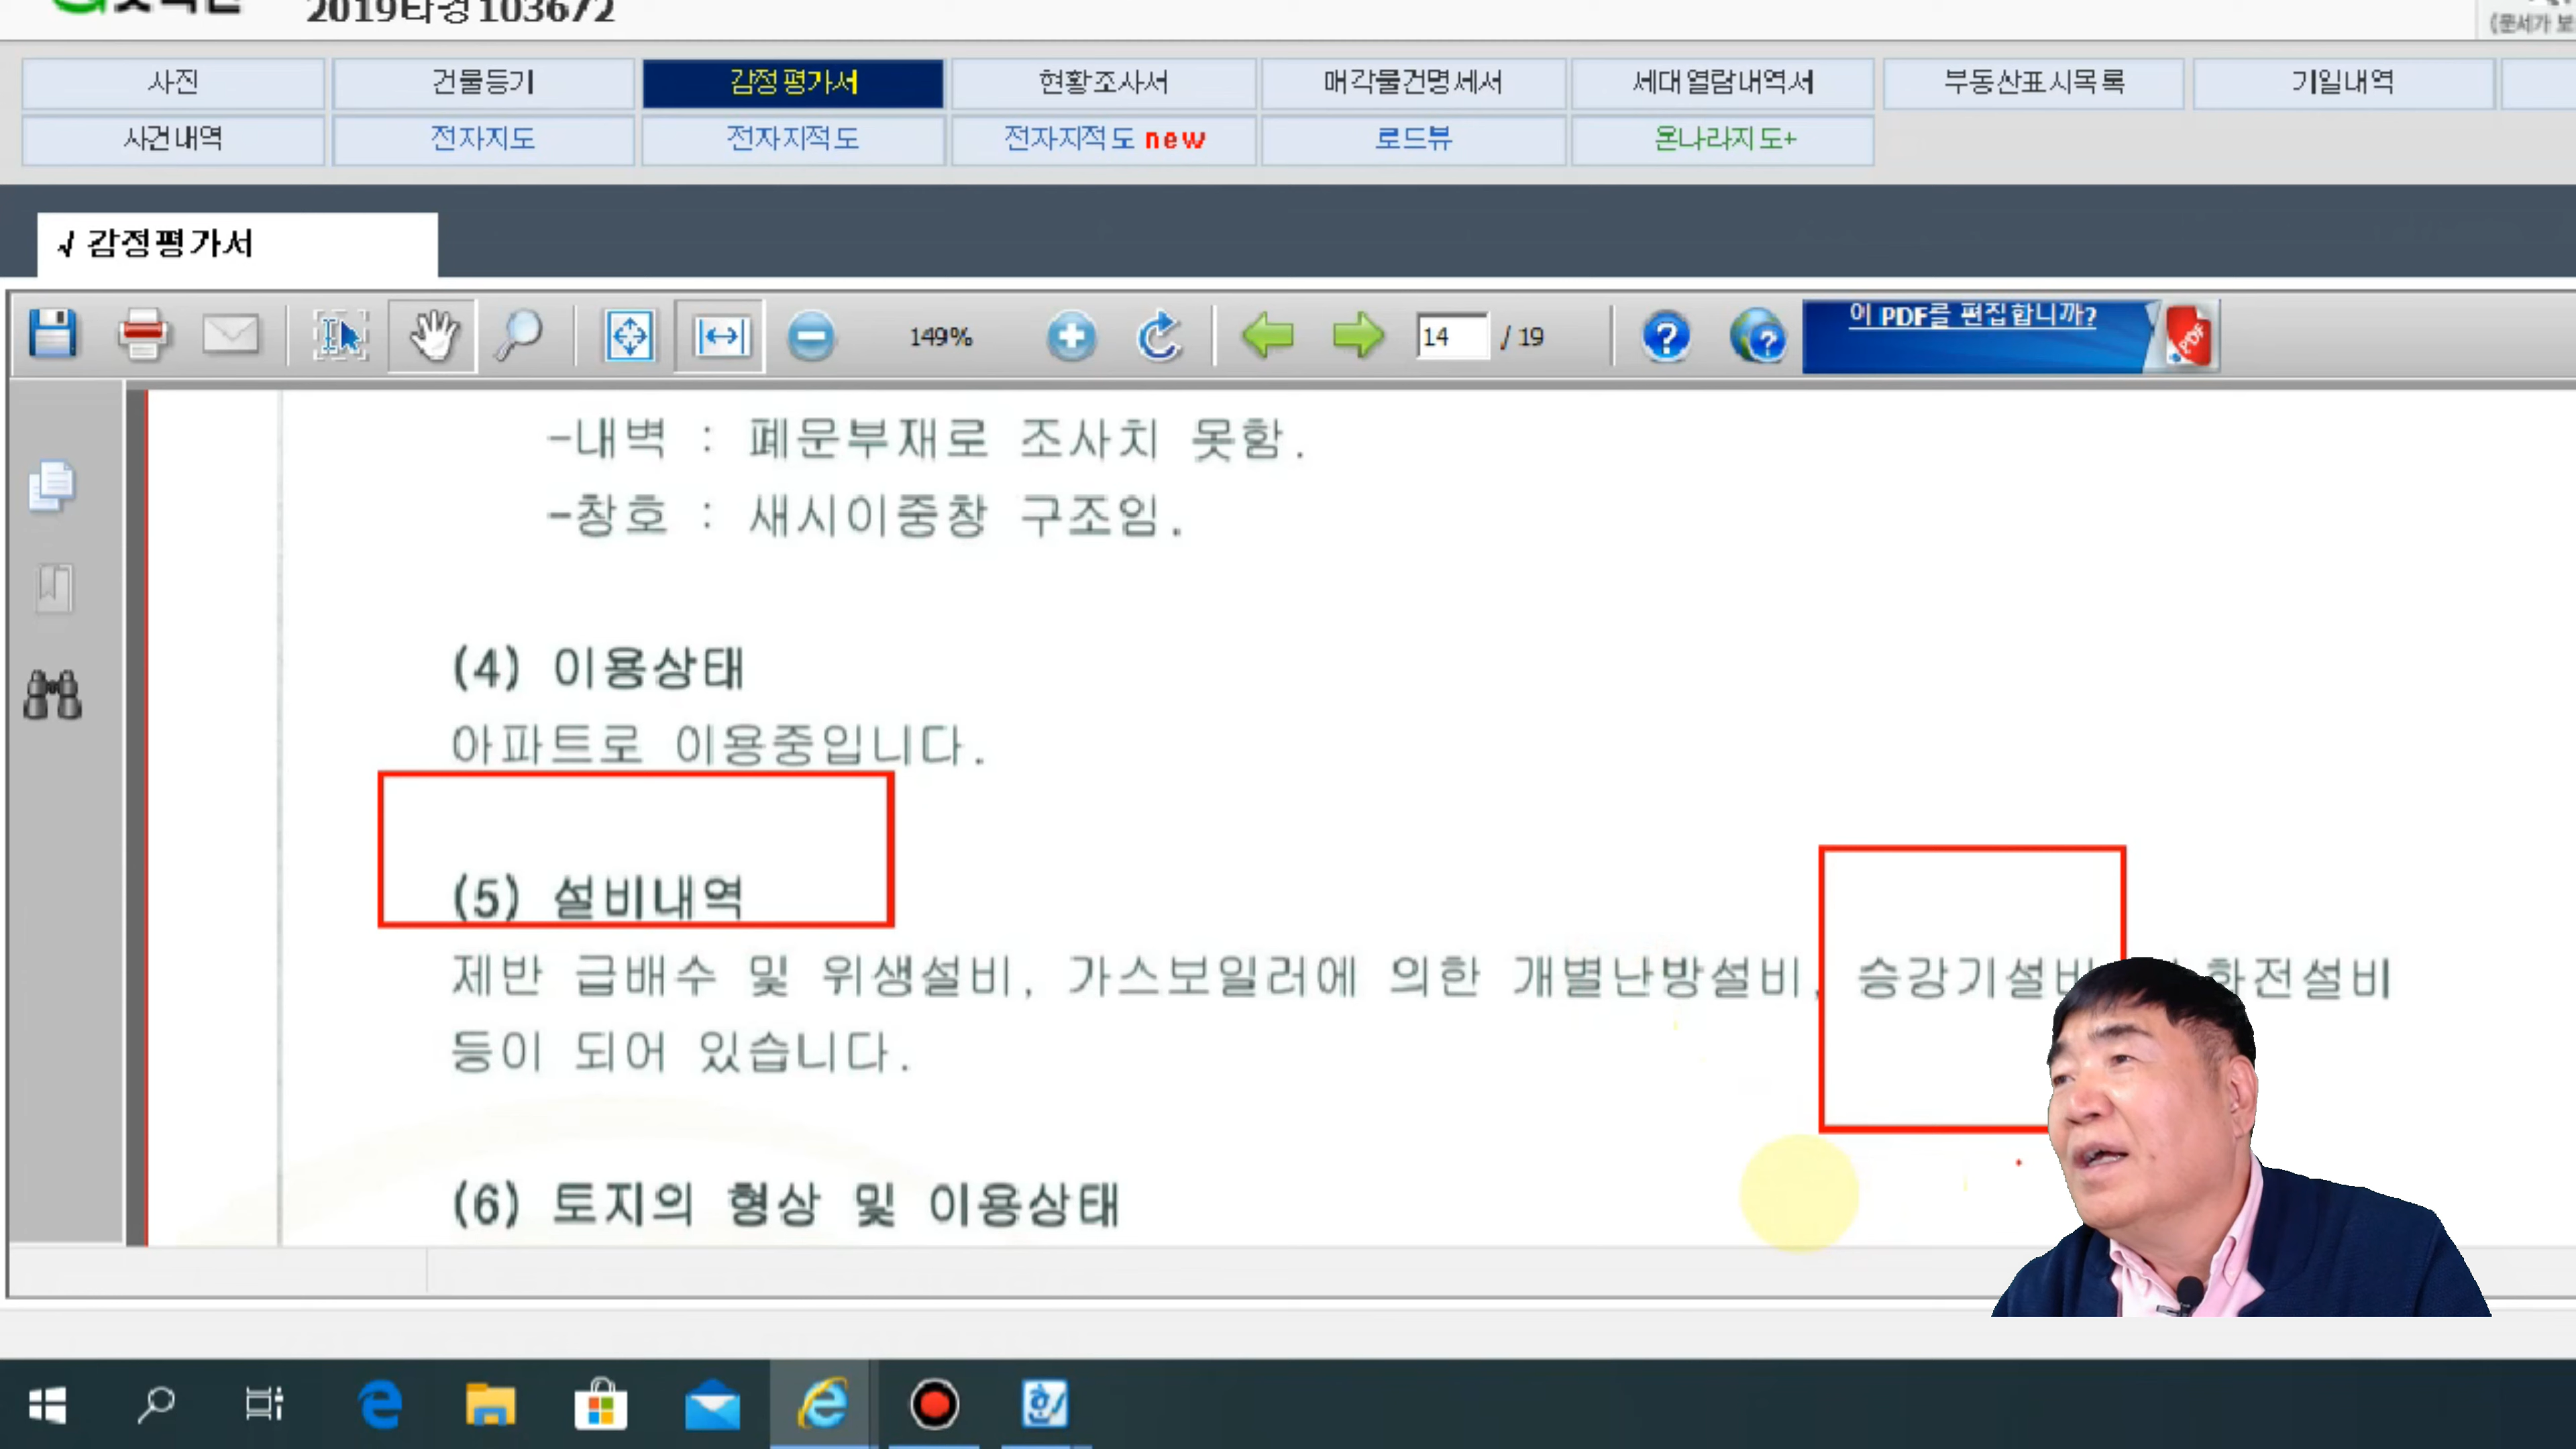 2019타경103672
(문서가 보
사진 건물등기 감정평가서 현황조사서 매각물건명세서 세대열람내역서 부동산표시목록 기일내역
사건내역 전자지도 전자지적도 전자지적도 new 로드뷰 온나라지도+
√ 감정평가서
149% 14 / 19 이 PDF를 편집합니까?
PDF
-내벽 : 폐문부재로 조사치 못함.
-창호 : 새시이중창 구조임.
(4) 이용상태
아파트로 이용중입니다.
(5) 설비내역
제반 급배수 및 위생설비, 가스보일러에 의한 개별난방설비, 승강기설비 화전설비
등이 되어 있습니다.
(6) 토지의 형상 및 이용상태